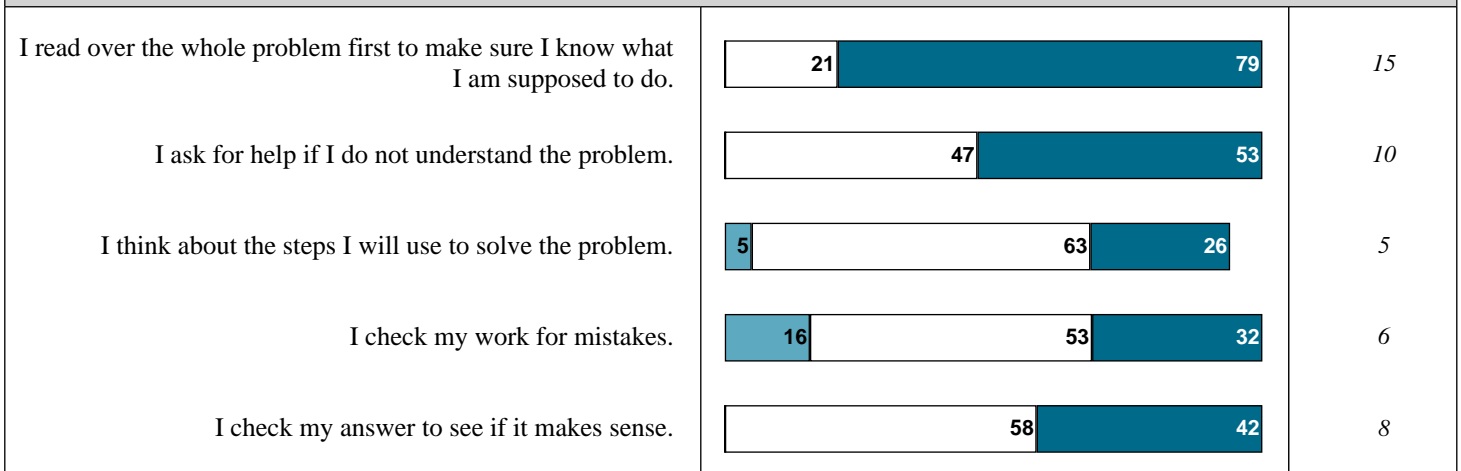 I read over the whole problem first to make sure I know what
I am supposed to do.
21 79 15
I ask for help if I do not understand the problem.
47 53 10
I think about the steps I will use to solve the problem.
5 63 26 5
I check my work for mistakes.
16 53 32 6
I check my answer to see if it makes sense.
58 42 8